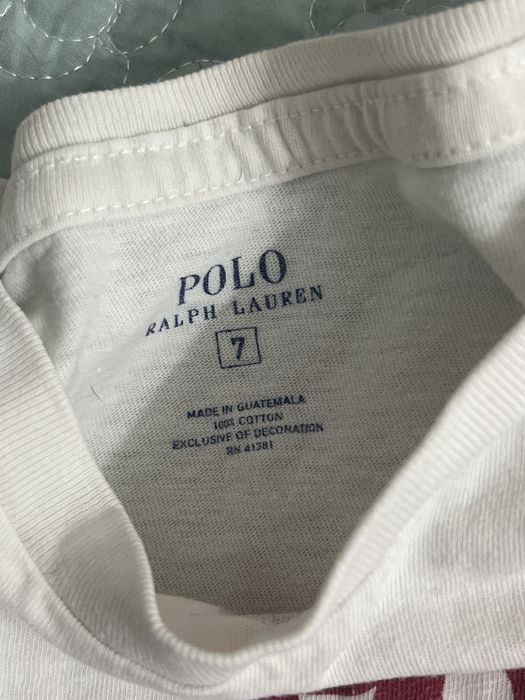 POLO
RALPH LAUREN
7
MADE IN GUATEMALA
100% COTTON
EXCLUSIVE OF DECORATION
RN 41381